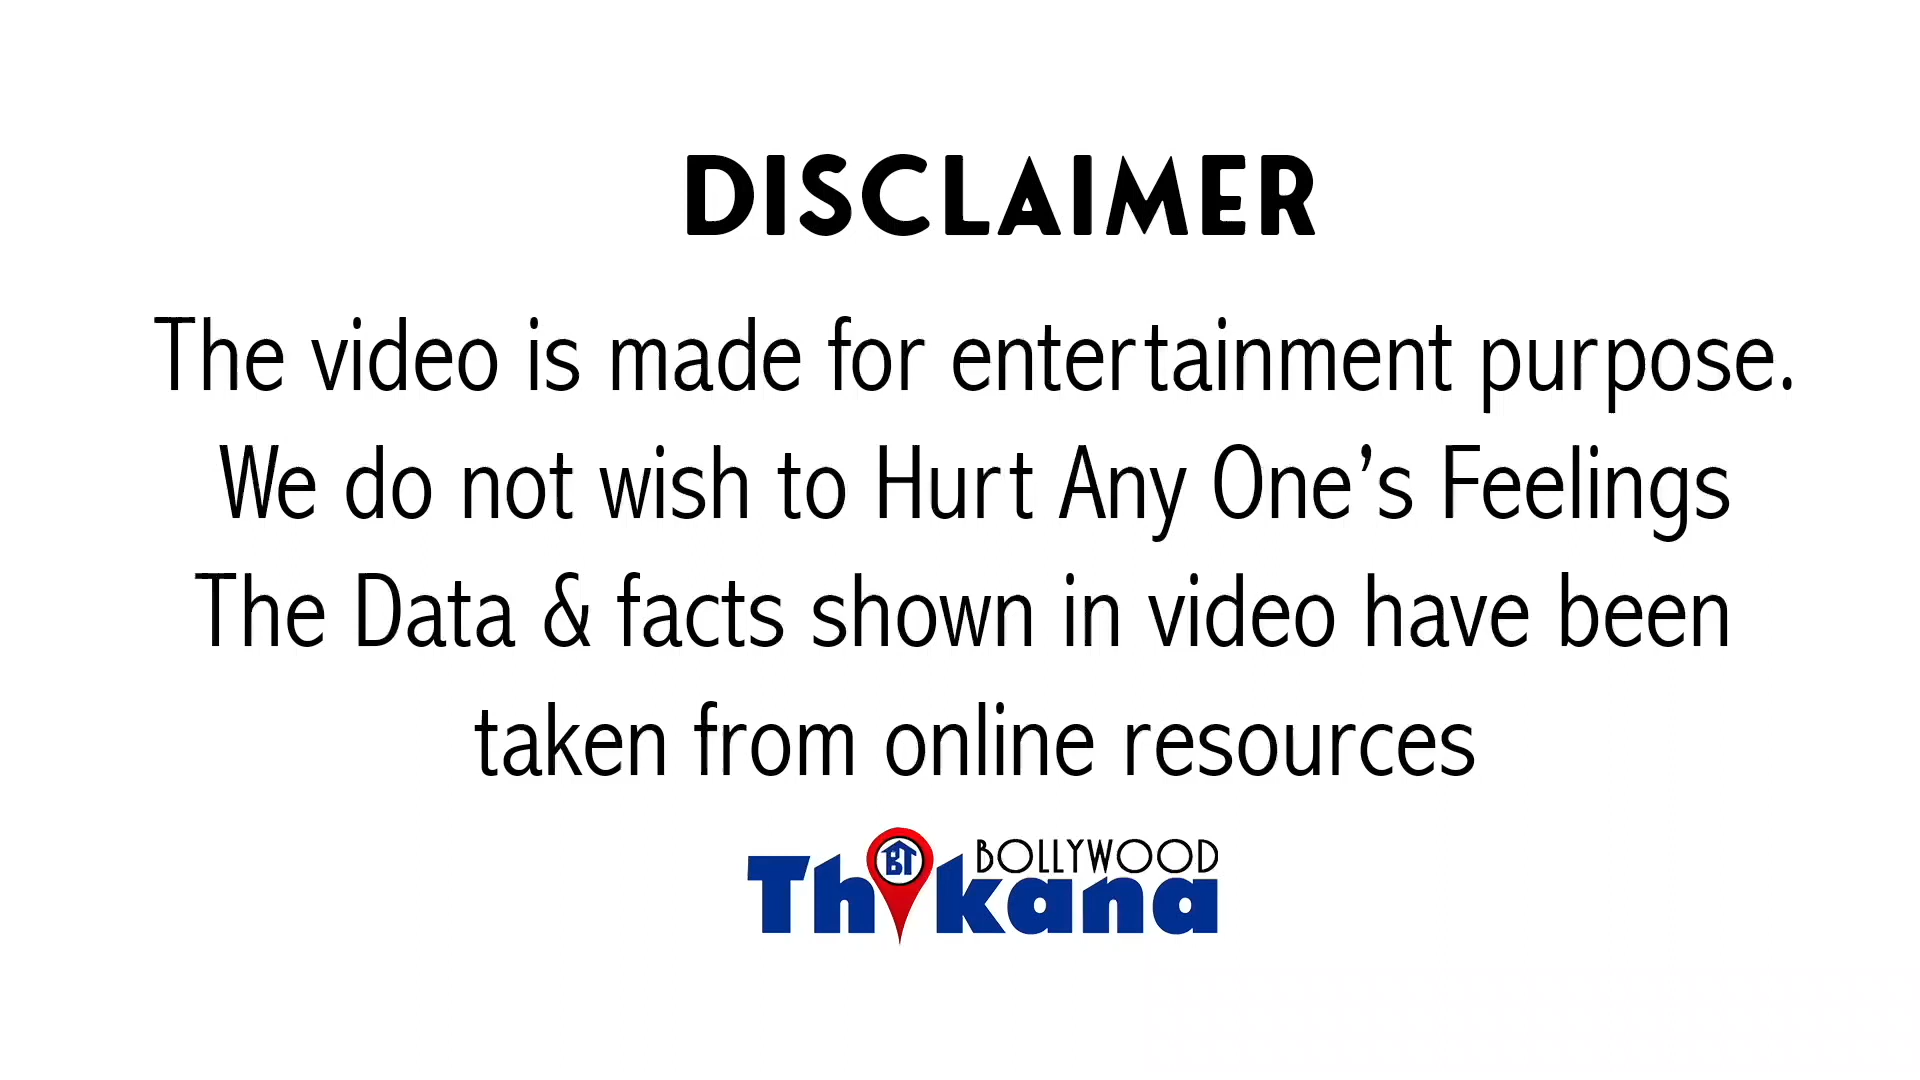 DISCLAIMER
The video is made for entertainment purpose.
We do not wish to Hurt Any One's Feelings
The Data & facts shown in video have been
taken from online resources
BT
BOLLYWOOD
Thikana